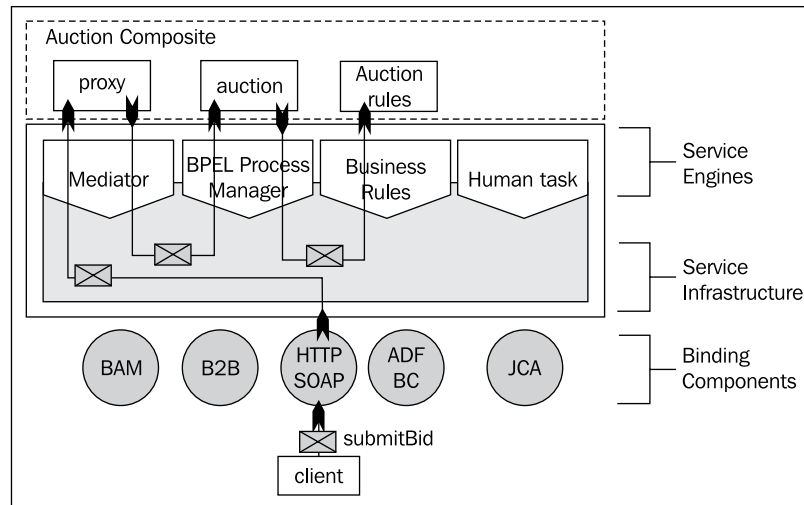 Auction Composite
proxy
auction
Auction
rules
Mediator
BPEL Process
Manager
Business
Rules
Human task
Service
Engines
Service
Infrastructure
BAM
B2B
HTTP
SOAP
ADF
BC
JCA
Binding
Components
submitBid
client